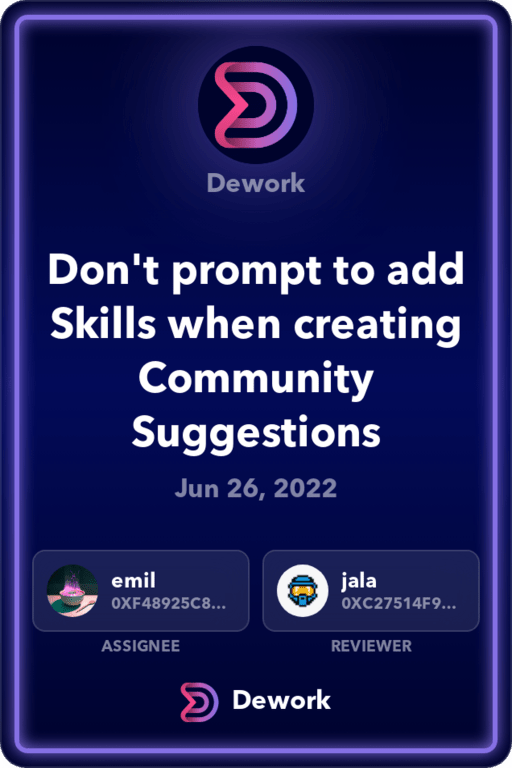 Dework
Don't prompt to add
Skills when creating
Community
Suggestions
Jun 26, 2022
emil
0XF48925C8...
jala
0XC27514F9...
ASSIGNEE
REVIEWER
Dework